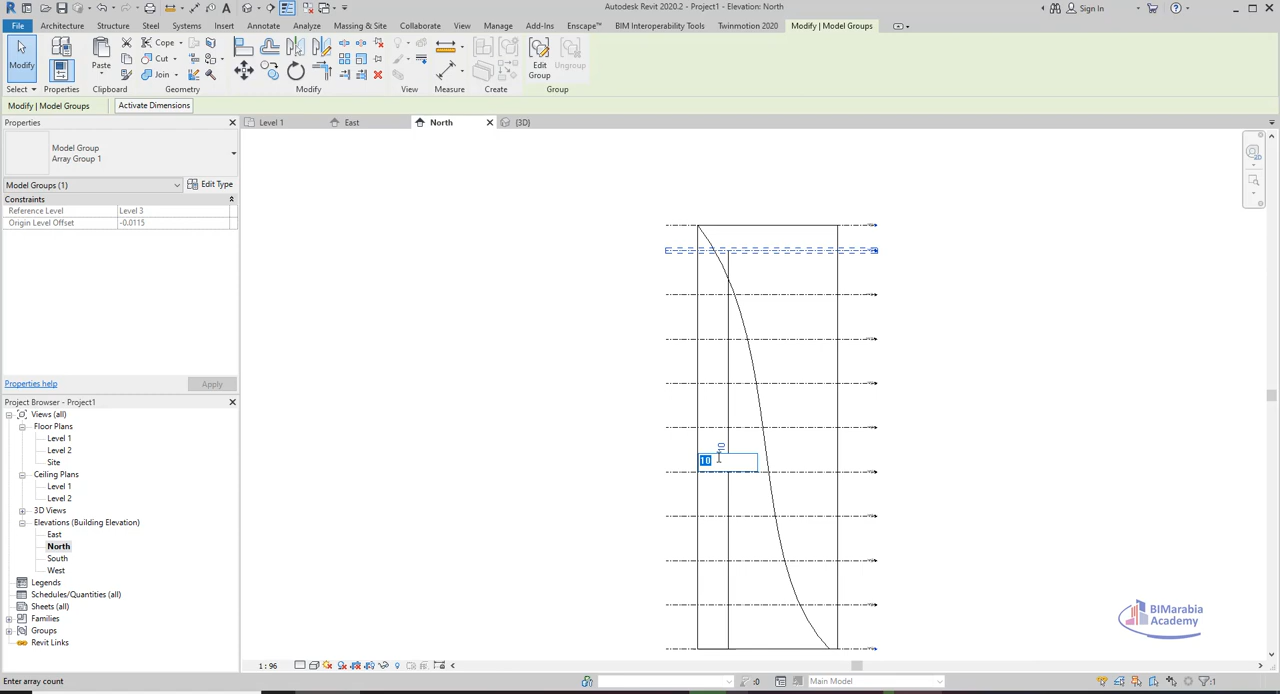 Autodesk Revit 2020.2 - Project1 - Elevation: North
Sign In
File Architecture Structure Steel Systems Insert Annotate Analyze Massing & Site Collaborate View Manage Add-Ins Enscape™ BIM Interoperability Tools Twinmotion 2020 Modify | Model Groups
Modify
Properties
Paste
Cope
Cut
Join
Edit Group
Ungroup
Select Properties Clipboard Geometry Modify View Measure Create Group
Modify | Model Groups Activate Dimensions
Properties
Level 1 East North {3D}
Model Group
Array Group 1
Model Groups (1) Edit Type
Constraints
Reference Level Level 3
Origin Level Offset -0.0115
Properties help Apply
Project Browser - Project1
Views (all)
Floor Plans
Level 1
Level 2
Site
Ceiling Plans
Level 1
Level 2
3D Views
Elevations (Building Elevation)
East
North
South
West
Legends
Schedules/Quantities (all)
Sheets (all)
Families
Groups
Revit Links
10
10
2D
BIMarabia
Academy
1 : 96
Enter array count
:0
Main Model
:1